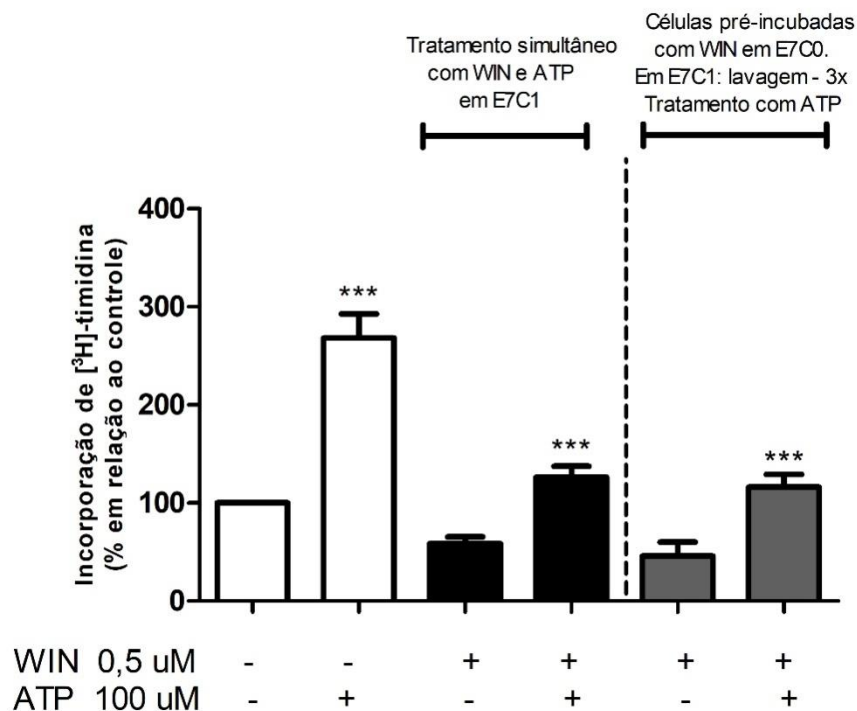 Tratamento simultâneo
com WIN e ATP
em E7C1
Células pré-incubadas
com WIN em E7C0.
Em E7C1: lavagem - 3x
Tratamento com ATP
Incorporação de [³H]-timidina
(% em relação ao controle)
400
300
200
100
0
***
***
***
WIN 0,5 uM - - + + + +
ATP 100 uM - + - + - +